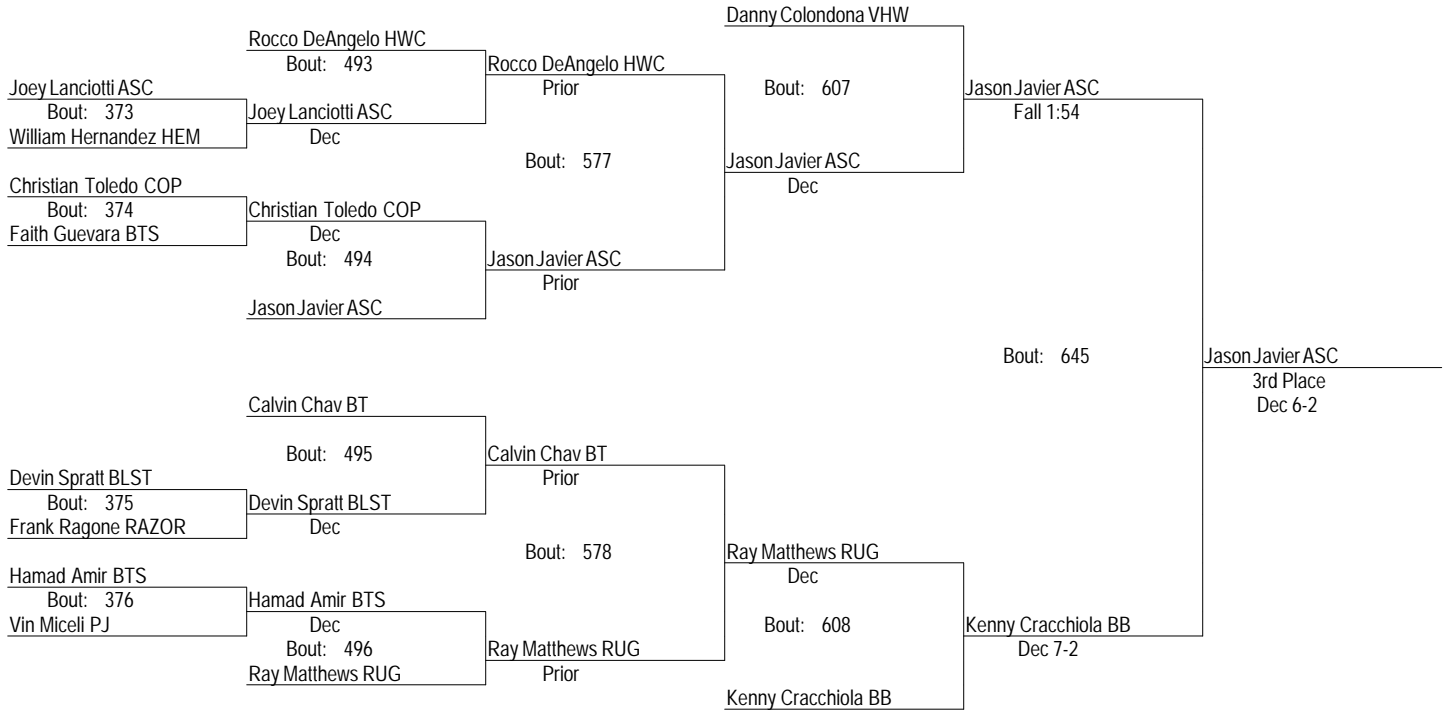 Danny Colondona VHW
Rocco DeAngelo HWC
Bout: 493
Rocco DeAngelo HWC
Prior
Joey Lanciotti ASC
Bout: 373
Joey Lanciotti ASC
Dec
William Hernandez HEM
Bout: 607
Jason Javier ASC
Fall 1:54
Bout: 577
Jason Javier ASC
Dec
Christian Toledo COP
Bout: 374
Christian Toledo COP
Dec
Faith Guevara BTS
Bout: 494
Jason Javier ASC
Prior
Jason Javier ASC
Bout: 645
Jason Javier ASC
3rd Place
Dec 6-2
Calvin Chav BT
Bout: 495
Calvin Chav BT
Prior
Devin Spratt BLST
Bout: 375
Devin Spratt BLST
Dec
Frank Ragone RAZOR
Bout: 578
Ray Matthews RUG
Dec
Hamad Amir BTS
Bout: 376
Hamad Amir BTS
Dec
Vin Miceli PJ
Bout: 608
Kenny Cracchiola BB
Dec 7-2
Bout: 496
Ray Matthews RUG
Prior
Ray Matthews RUG
Kenny Cracchiola BB